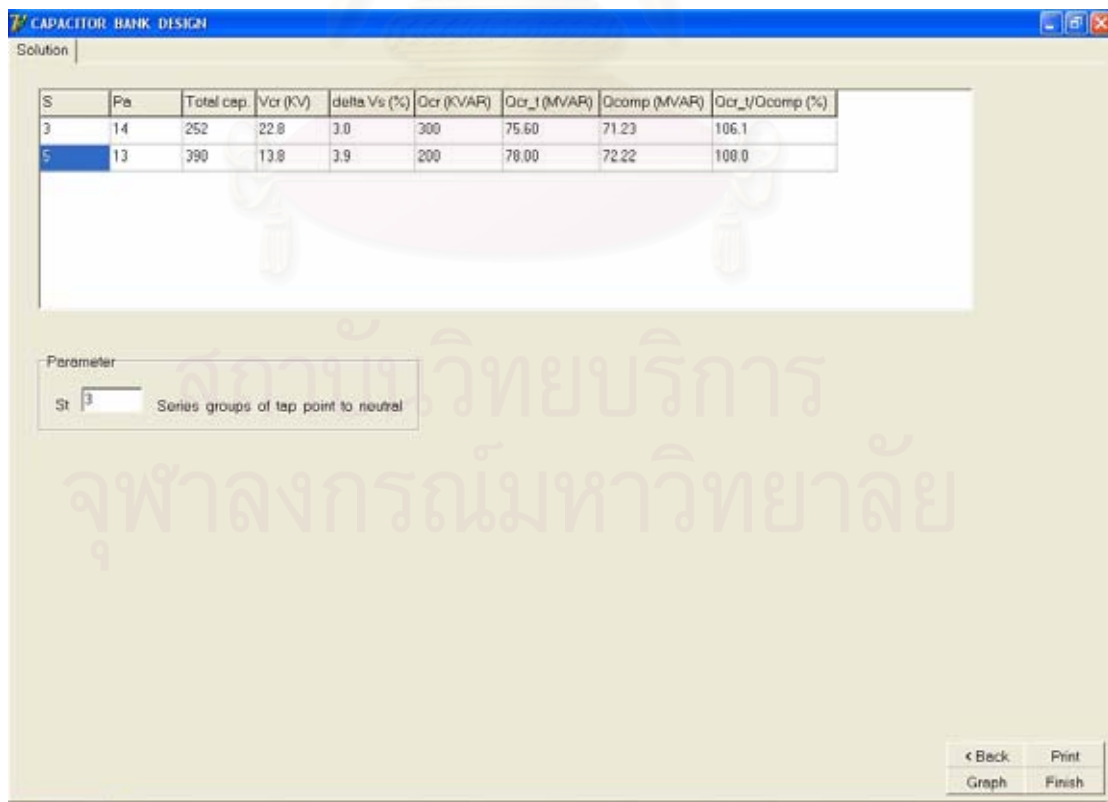 CAPACITOR BANK DESIGN
Solution
S Pa Total cap. Vcr (KV) delta Vs (%) Qcr (KVAR) Qcr_t (MVAR) Qcomp (MVAR) Qcr_t/Qcomp (%)
3 14 252 22.8 3.0 300 75.60 71.23 106.1
5 13 390 13.8 3.9 200 78.00 72.22 108.0
Parameter
St 3 Series groups of tap point to neutral
สถาบันวิทยบริการ
จุฬาลงกรณ์มหาวิทยาลัย
< Back Print
Graph Finish